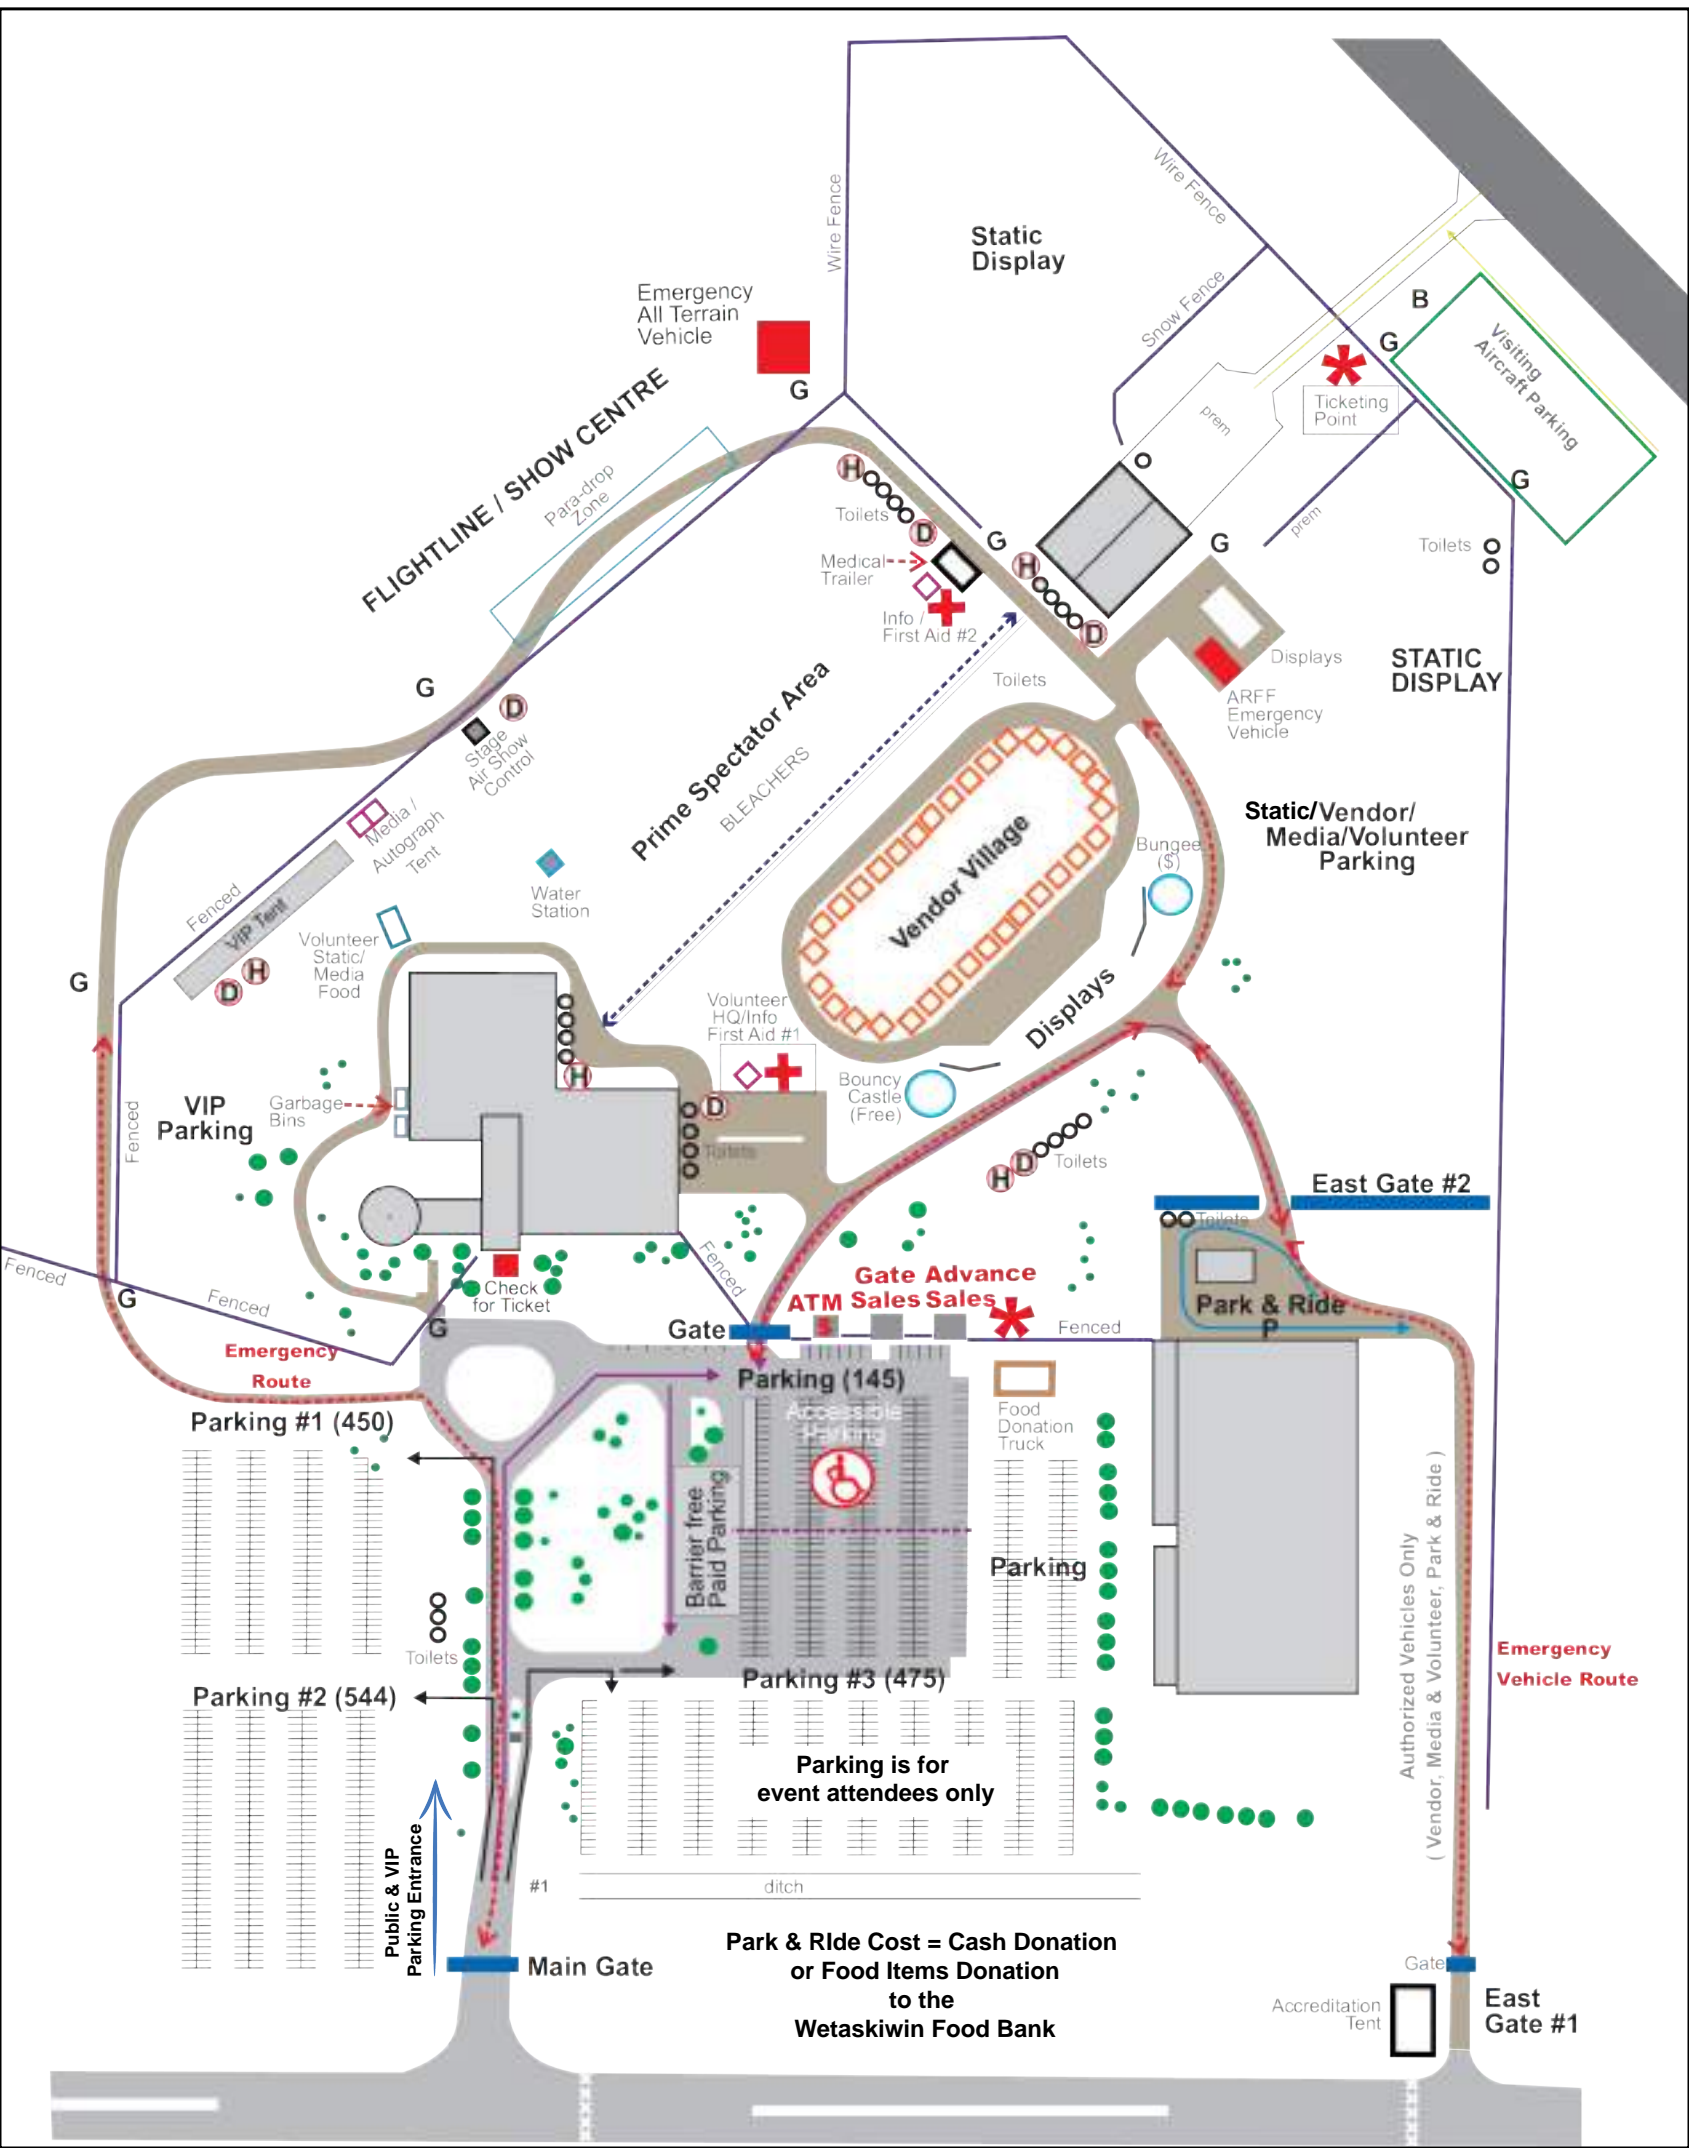 Wire Fence
Wire Fence
Static
Display
Snow Fence
Emergency
All Terrain
Vehicle
G
B
G
Visiting
Aircraft Parking
Ticketing
Point
prem
FLIGHTLINE / SHOW CENTRE
Para-drop
Zone
H
Toilets
D
G
prem
G
G
Toilets
Medical
Trailer
H
D
Info /
First Aid #2
Toilets
Displays
ARFF
Emergency
Vehicle
STATIC
DISPLAY
G
D
Stage
Air Show
Control
Prime Spectator Area
BLEACHERS
Media /
Autograph
Tent
Static/Vendor/
Media/Volunteer
Parking
Vendor Village
Bungee
($)
Fenced
VIP Tent
Water
Station
Volunteer
Static/
Media
Food
H
D
G
Displays
Volunteer
HQ/Info
First Aid #1
H
D
Toilets
Bouncy
Castle
(Free)
VIP
Parking
Garbage
Bins
Fenced
H
D
Toilets
East Gate #2
Toilets
Fenced
Fenced
Fenced
G
Check
for Ticket
G
Gate Advance
ATM Sales Sales
$
Gate
Fenced
Park & Ride
P
Emergency
Route
Parking (145)
Accessible
Parking
Parking #1 (450)
Food
Donation
Truck
Barrier free
Paid Parking
Parking
Toilets
Authorized Vehicles Only
( Vendor, Media & Volunteer, Park & Ride )
Emergency
Vehicle Route
Parking #2 (544)
Parking #3 (475)
Parking is for
event attendees only
Public & VIP
Parking Entrance
#1
ditch
Main Gate
Park & RIde Cost = Cash Donation
or Food Items Donation
to the
Wetaskiwin Food Bank
Gate
Accreditation
Tent
East
Gate #1